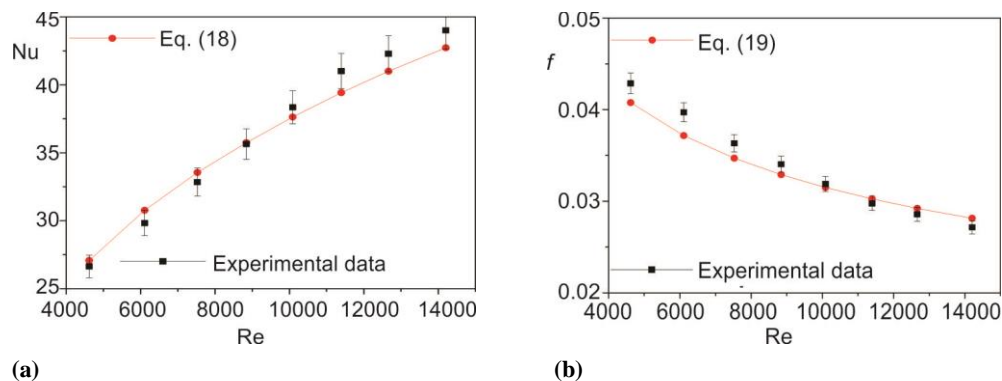 45
Nu
40
35
30
25
Eq. (18)
Experimental data
4000 6000 8000 10000 12000 14000
Re
(a)
0.05
f
0.04
0.03
0.02
Eq. (19)
Experimental data
4000 6000 8000 10000 12000 14000
Re
(b)